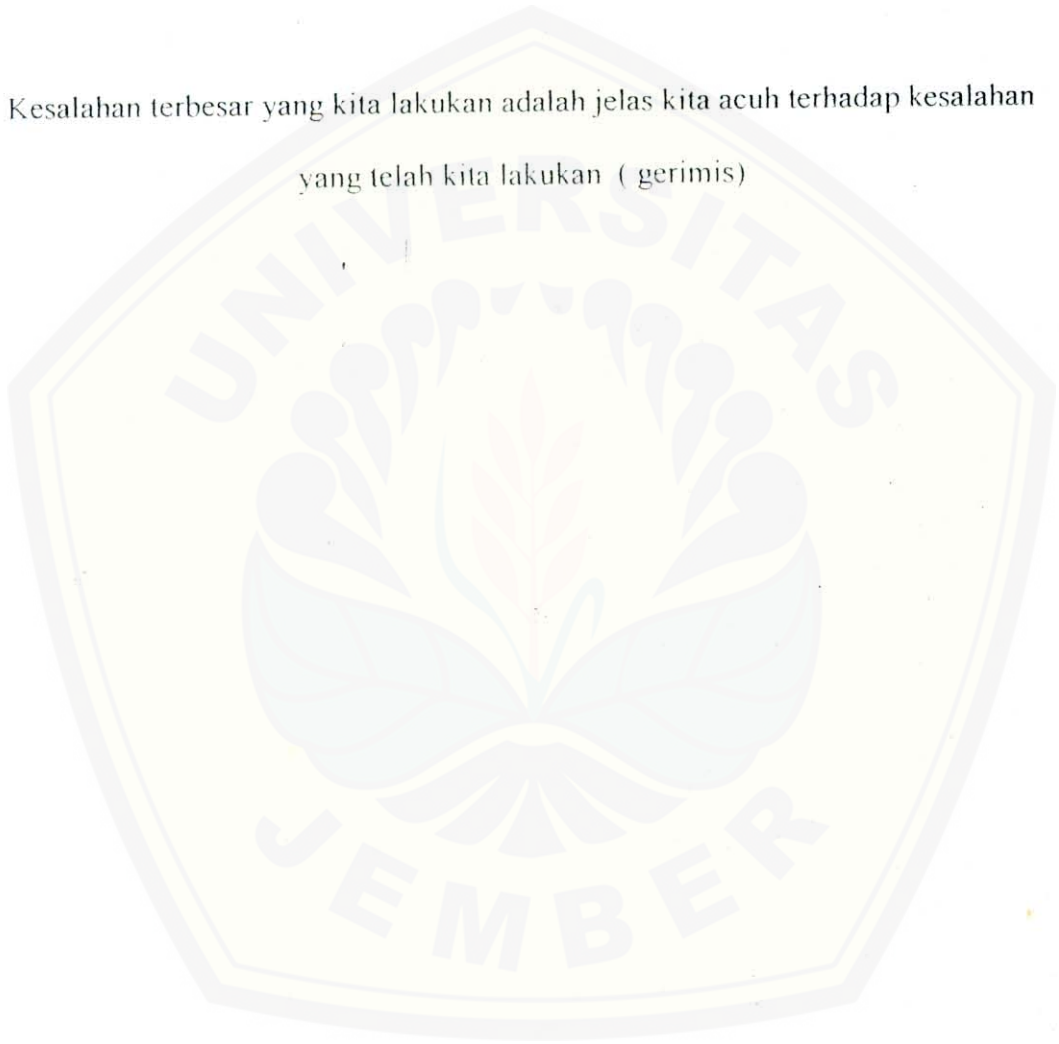 Kesalahan terbesar yang kita lakukan adalah jelas kita acuh terhadap kesalahan
yang telah kita lakukan ( gerimis)
UNIVERSITAS
JEMBER